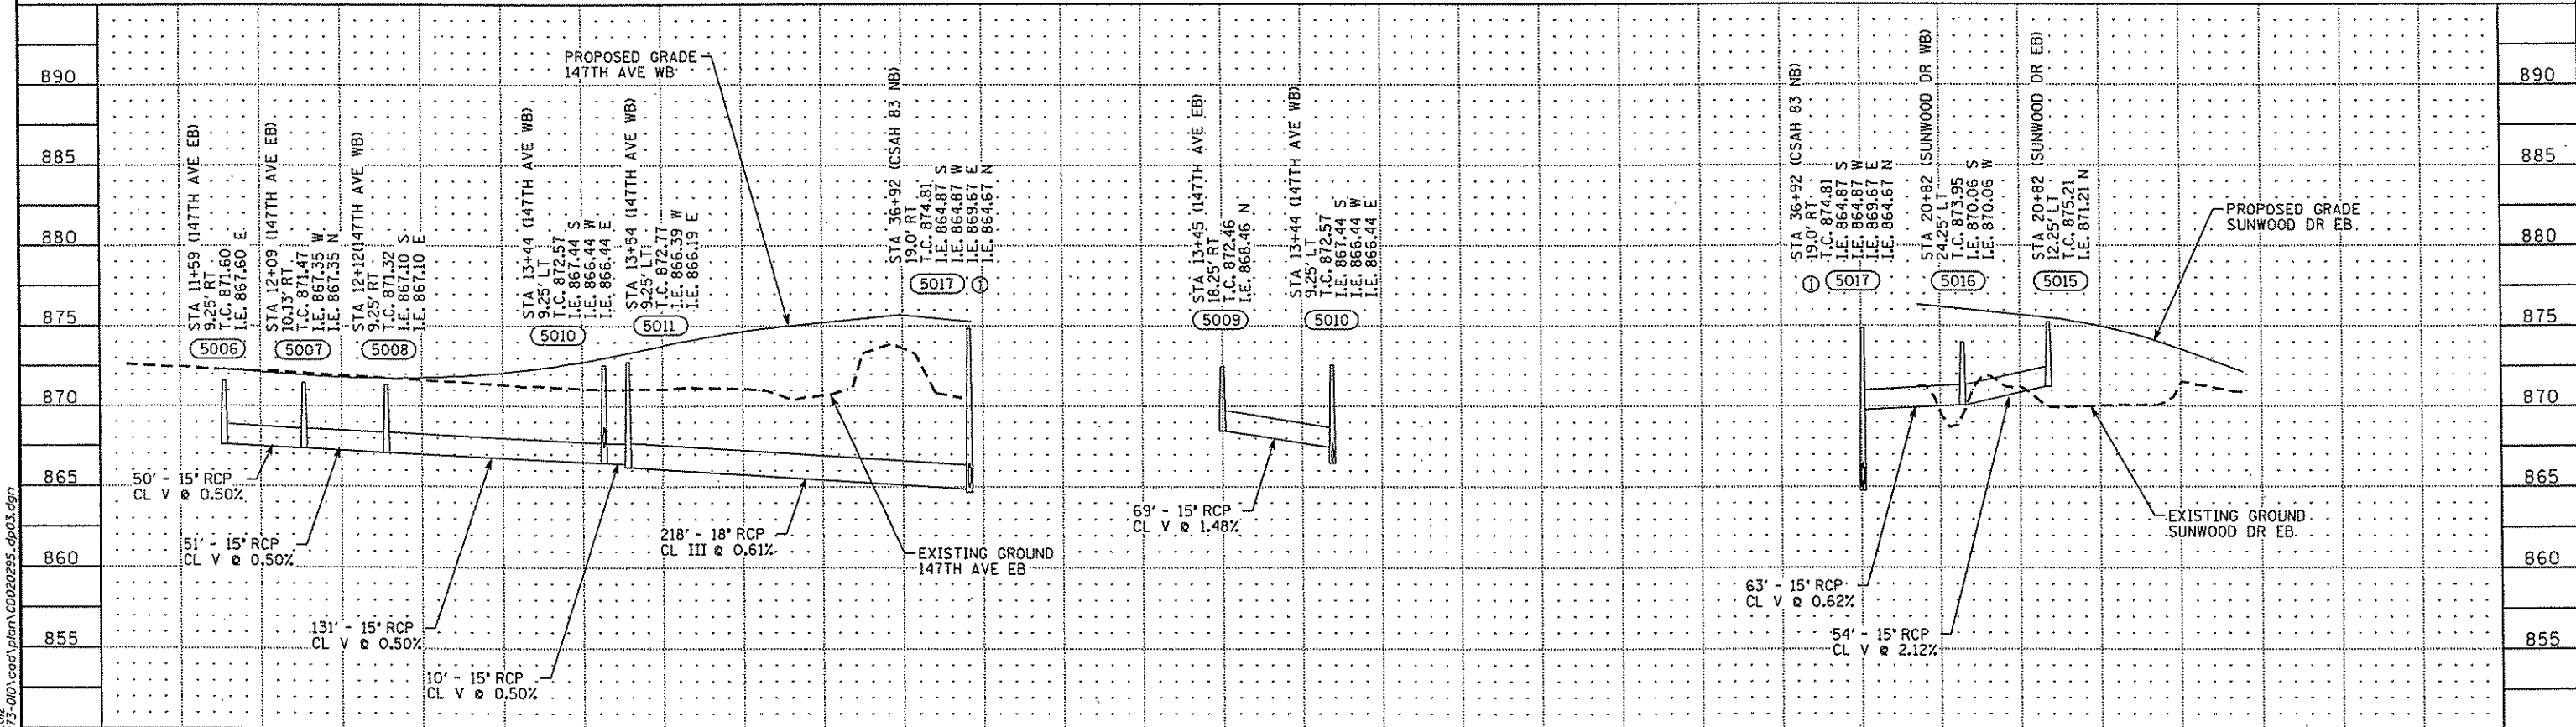 890
885
880
875
870
865
860
855
PROPOSED GRADE
147TH AVE WB
STA 11+59 (147TH AVE EB)
9.25' RT
T.C. 871.60
I.E. 867.60 E
5006
STA 12+09 (147TH AVE EB)
10.13' RT
T.C. 871.47
I.E. 867.35 W
I.E. 867.35 N
5007
STA 12+12(147TH AVE WB)
9.25' RT
T.C. 871.32
I.E. 867.10 S
I.E. 867.10 E
5008
STA 13+44 (147TH AVE WB)
9.25' LT
T.C. 872.57
I.E. 867.44 S
I.E. 866.44 W
I.E. 866.44 E
5010
STA 13+54 (147TH AVE WB)
9.25' LT
T.C. 872.77
I.E. 866.39 W
I.E. 866.19 E
5011
STA 36+92 (CSAH 83 NB)
19.0' RT
T.C. 874.81
I.E. 864.87 S
I.E. 864.87 W
I.E. 869.67 E
I.E. 864.67 N
5017 1
50' - 15" RCP
CL V @ 0.50%
51' - 15" RCP
CL V @ 0.50%
131' - 15" RCP
CL V @ 0.50%
10' - 15" RCP
CL V @ 0.50%
218' - 18" RCP
CL III @ 0.61%
EXISTING GROUND
147TH AVE EB
STA 13+45 (147TH AVE EB)
18.25' RT
T.C. 872.46
I.E. 868.46 N
5009
STA 13+44 (147TH AVE WB)
9.25' LT
T.C. 872.57
I.E. 867.44 S
I.E. 866.44 W
I.E. 866.44 E
5010
69' - 15" RCP
CL V @ 1.48%
STA 36+92 (CSAH 83 NB)
19.0' RT
T.C. 874.81
I.E. 864.87 S
I.E. 864.87 W
I.E. 869.67 E
I.E. 864.67 N
1 5017
STA 20+82 (SUNWOOD DR WB)
24.25' LT
T.C. 873.95
I.E. 870.06 S
I.E. 870.06 W
5016
STA 20+82 (SUNWOOD DR EB)
12.25' LT
T.C. 875.21
I.E. 871.21 N
5015
PROPOSED GRADE
SUNWOOD DR EB
EXISTING GROUND
SUNWOOD DR EB
63' - 15" RCP
CL V @ 0.62%
54' - 15" RCP
CL V @ 2.12%
890
885
880
875
870
865
860
855
73-010\cad\plan\CD020295.dp03.dgn